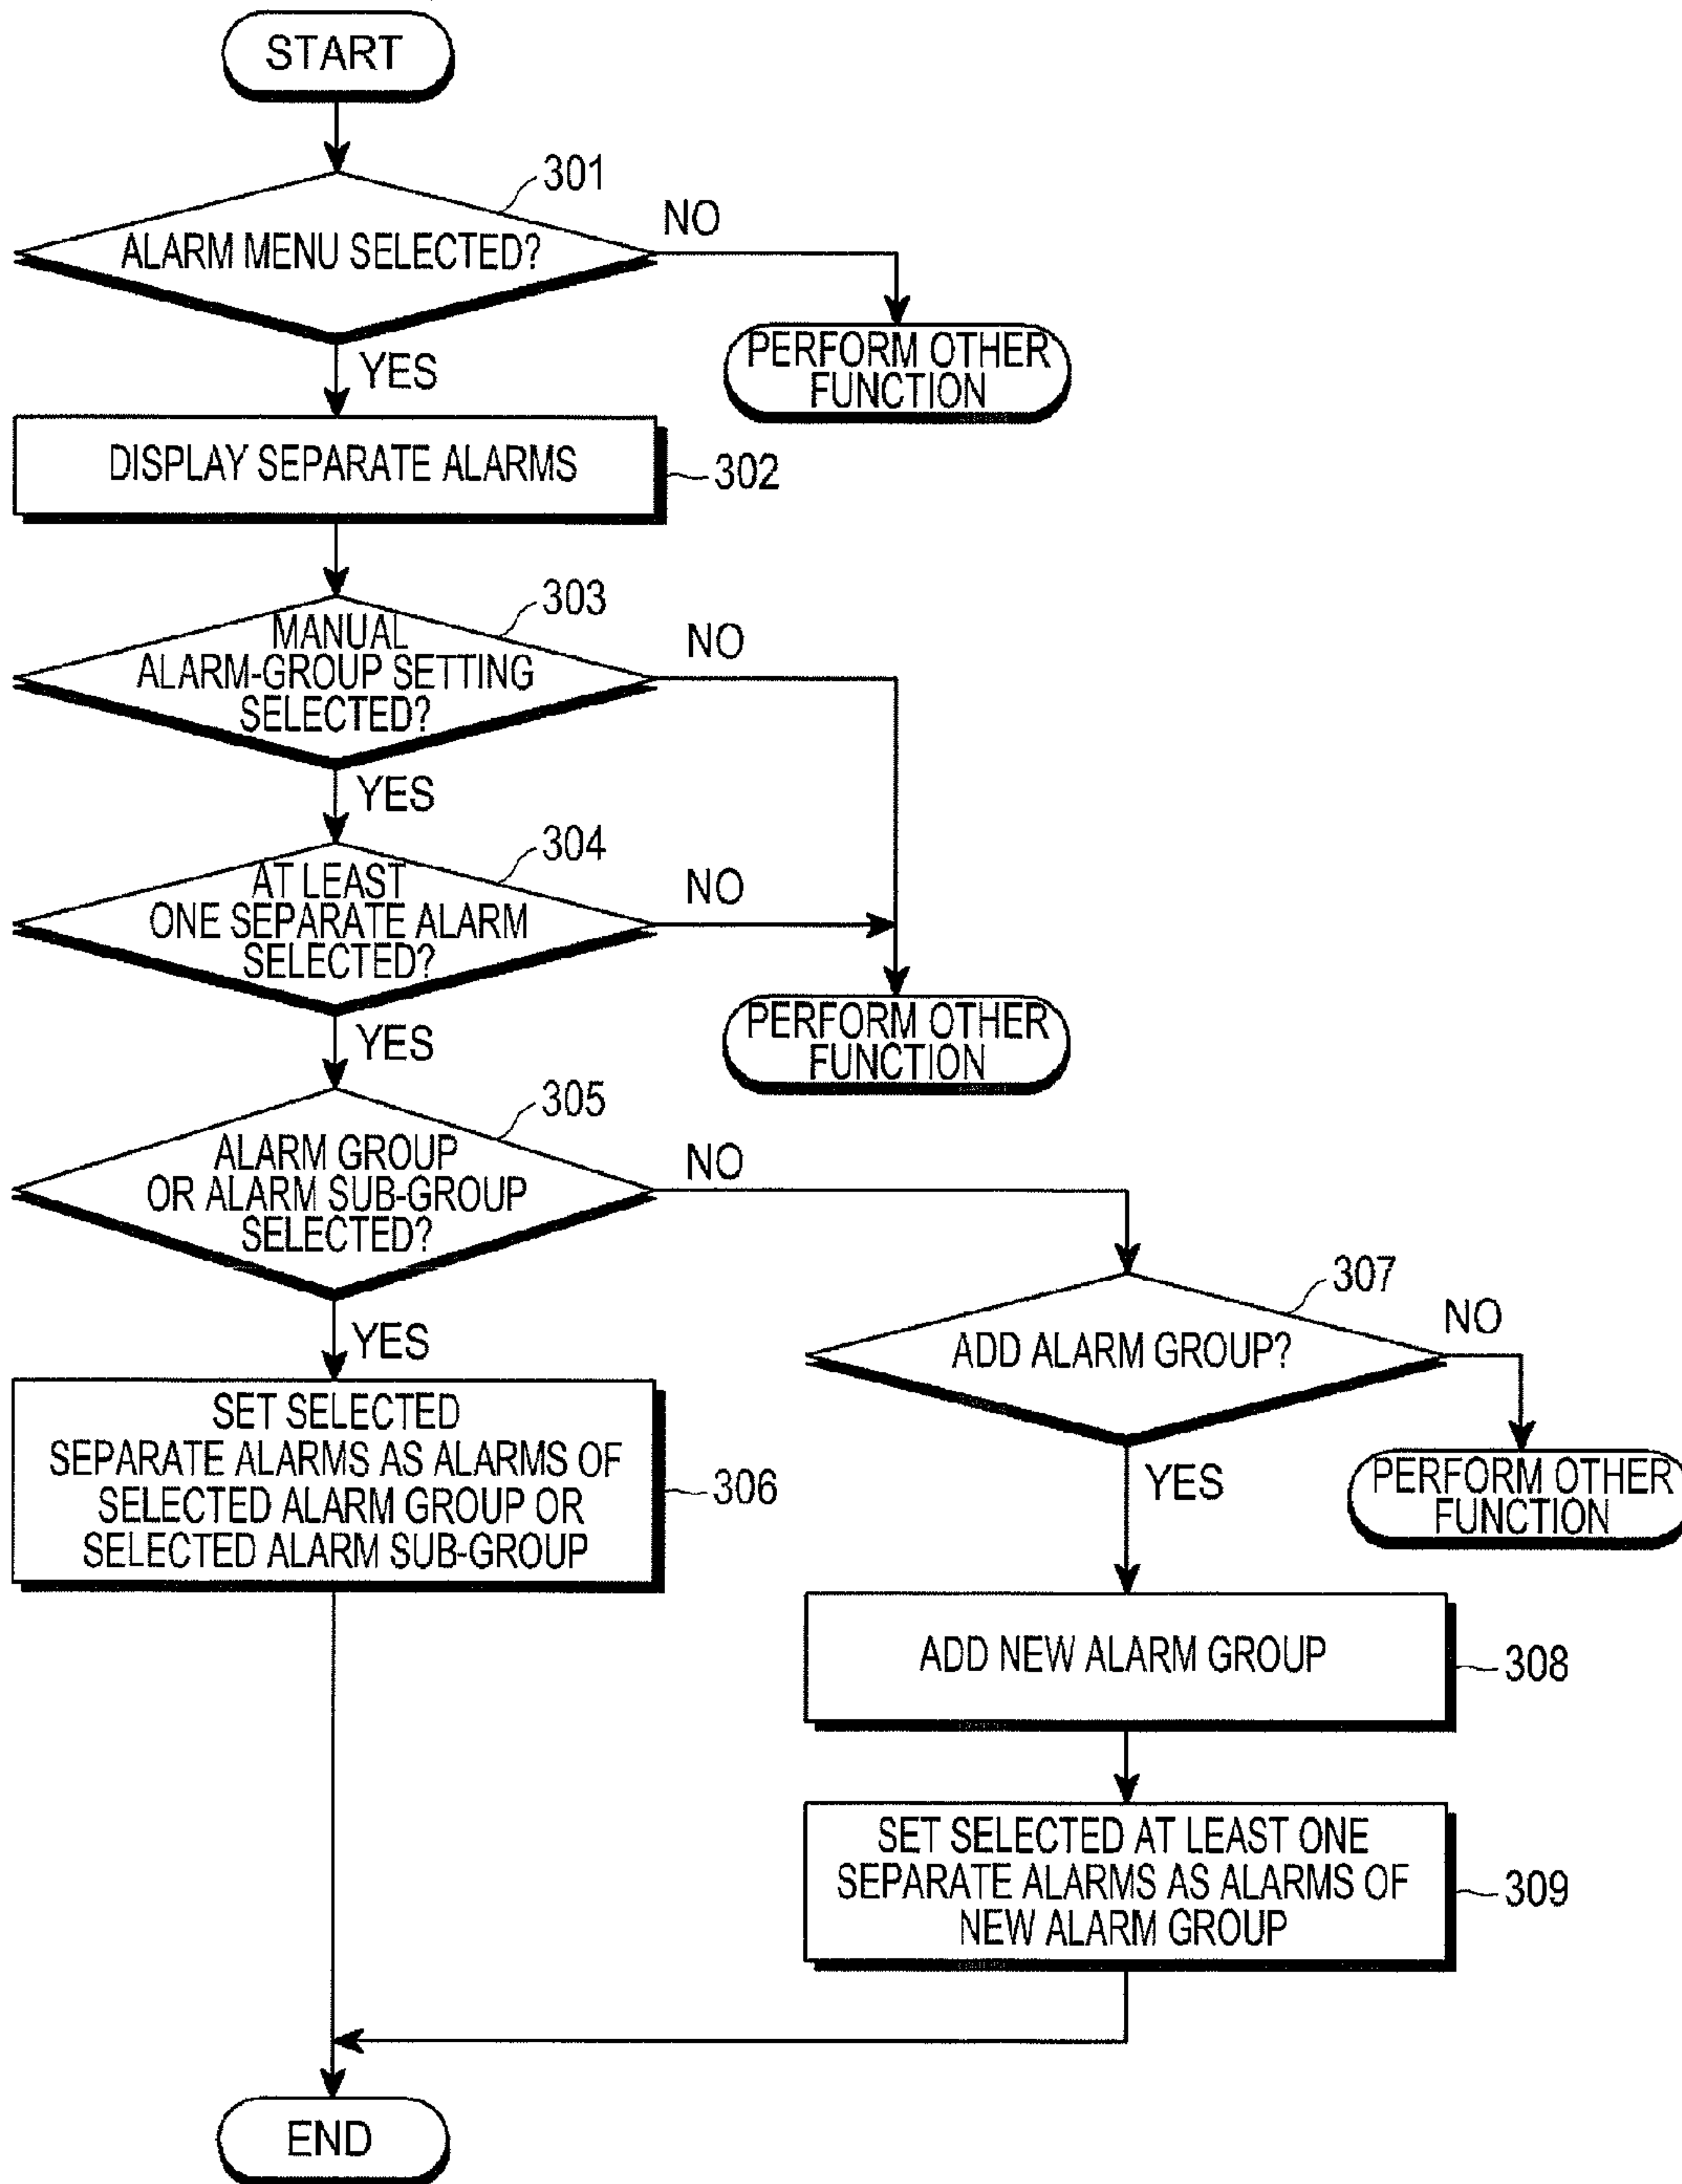 START
301
ALARM MENU SELECTED?
NO
YES
PERFORM OTHER
FUNCTION
DISPLAY SEPARATE ALARMS
302
303
MANUAL
ALARM-GROUP SETTING
SELECTED?
NO
YES
304
AT LEAST
ONE SEPARATE ALARM
SELECTED?
NO
YES
PERFORM OTHER
FUNCTION
305
ALARM GROUP
OR ALARM SUB-GROUP
SELECTED?
NO
YES
307
ADD ALARM GROUP?
NO
YES
PERFORM OTHER
FUNCTION
SET SELECTED
SEPARATE ALARMS AS ALARMS OF
SELECTED ALARM GROUP OR
SELECTED ALARM SUB-GROUP
306
ADD NEW ALARM GROUP
308
SET SELECTED AT LEAST ONE
SEPARATE ALARMS AS ALARMS OF
NEW ALARM GROUP
309
END